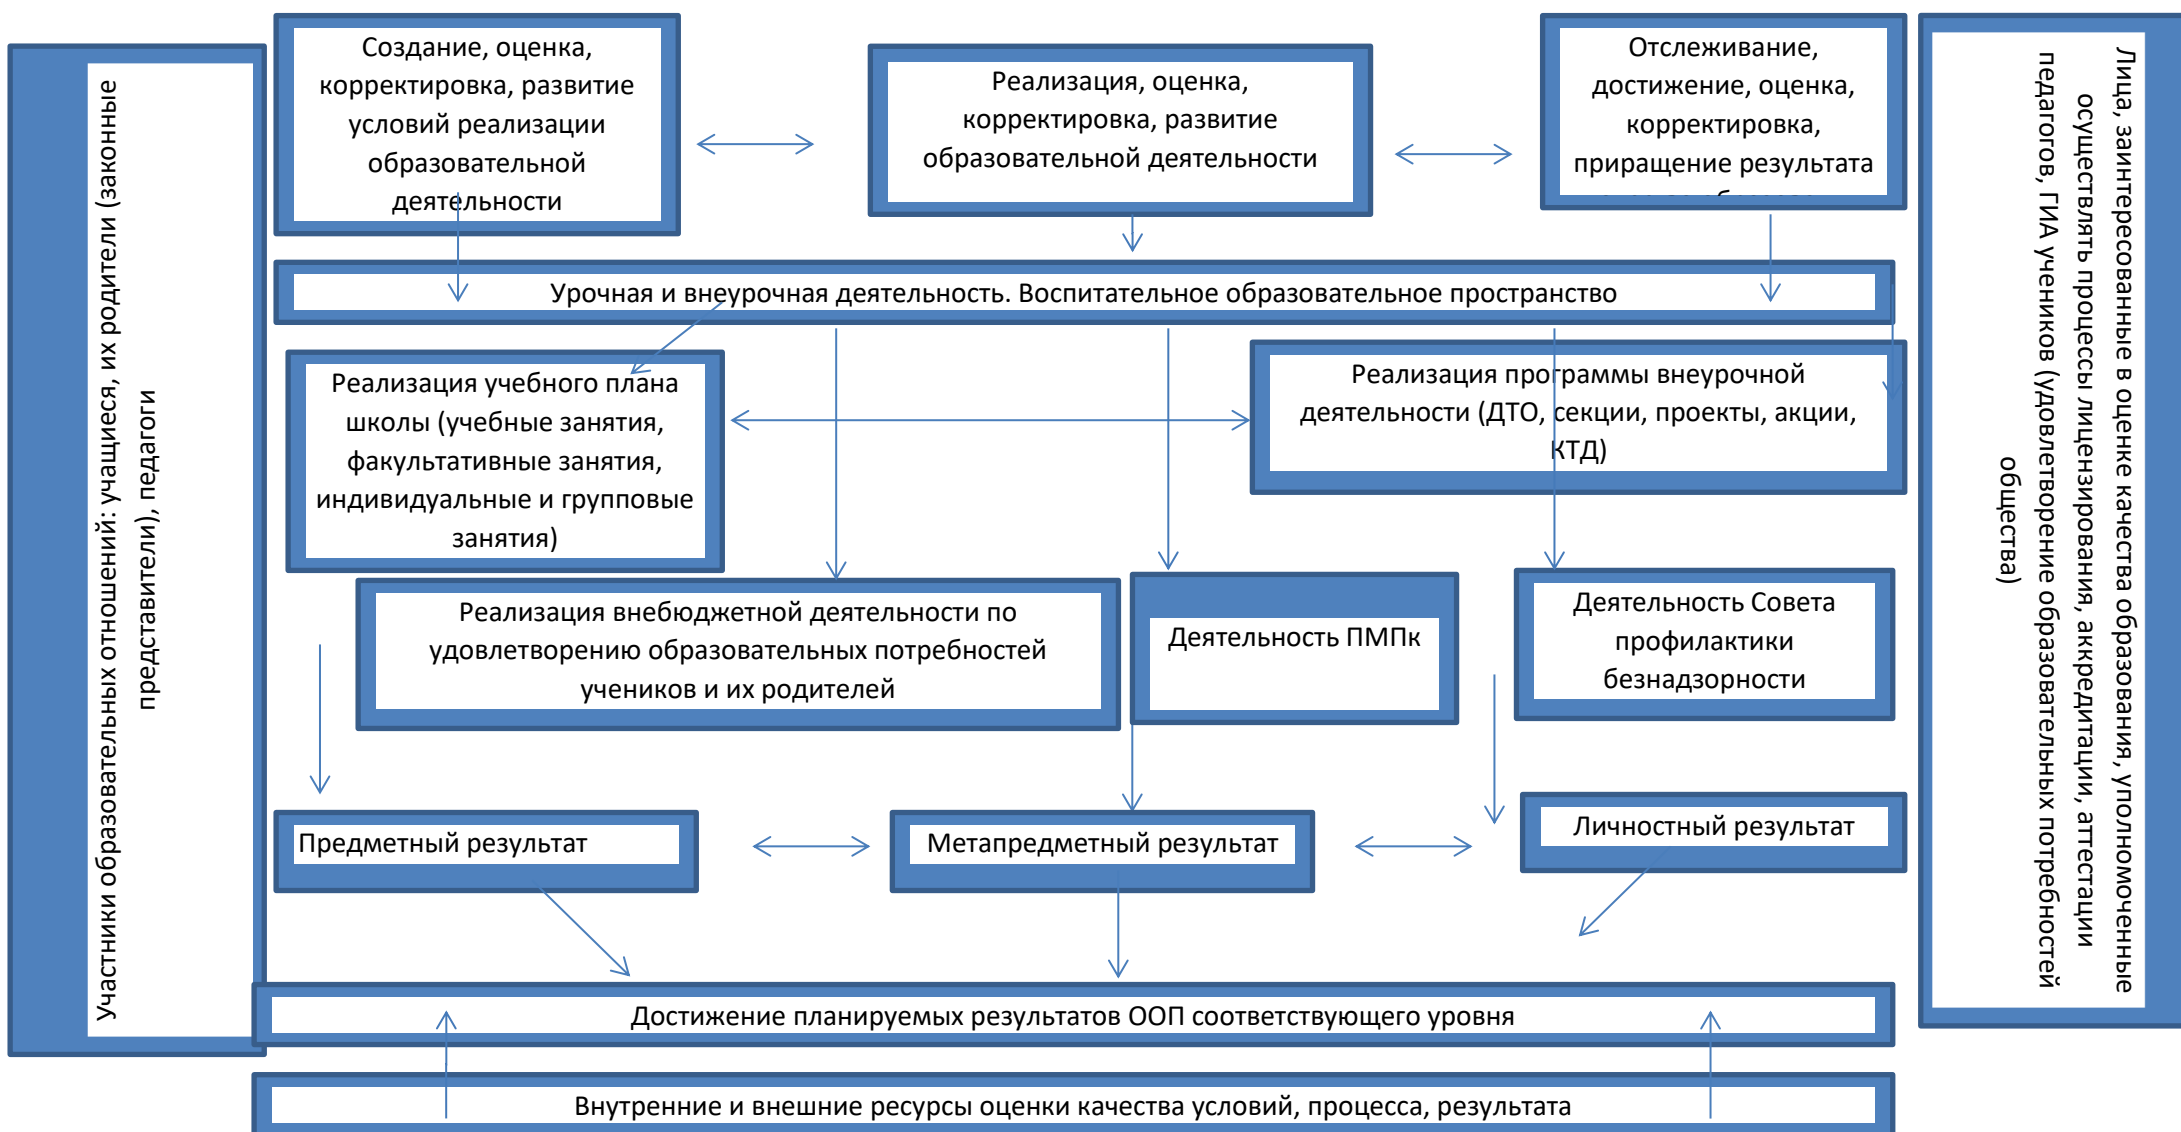 Участники образовательных отношений: учащиеся, их родители (законные
представители), педагоги
Создание, оценка,
корректировка, развитие
условий реализации
образовательной
деятельности
Реализация, оценка,
корректировка, развитие
образовательной деятельности
Отслеживание,
достижение, оценка,
корректировка,
приращение результата
Урочная и внеурочная деятельность. Воспитательное образовательное пространство
Реализация учебного плана
школы (учебные занятия,
факультативные занятия,
индивидуальные и групповые
занятия)
Реализация программы внеурочной
деятельности (ДТО, секции, проекты, акции,
КТД)
Реализация внебюджетной деятельности по
удовлетворению образовательных потребностей
учеников и их родителей
Деятельность ПМПк
Деятельность Совета
профилактики
безнадзорности
Предметный результат
Метапредметный результат
Личностный результат
Достижение планируемых результатов ООП соответствующего уровня
Внутренние и внешние ресурсы оценки качества условий, процесса, результата
Лица, заинтересованные в оценке качества образования, уполномоченные
осуществлять процессы лицензирования, аккредитации, аттестации
педагогов, ГИА учеников (удовлетворение образовательных потребностей
общества)